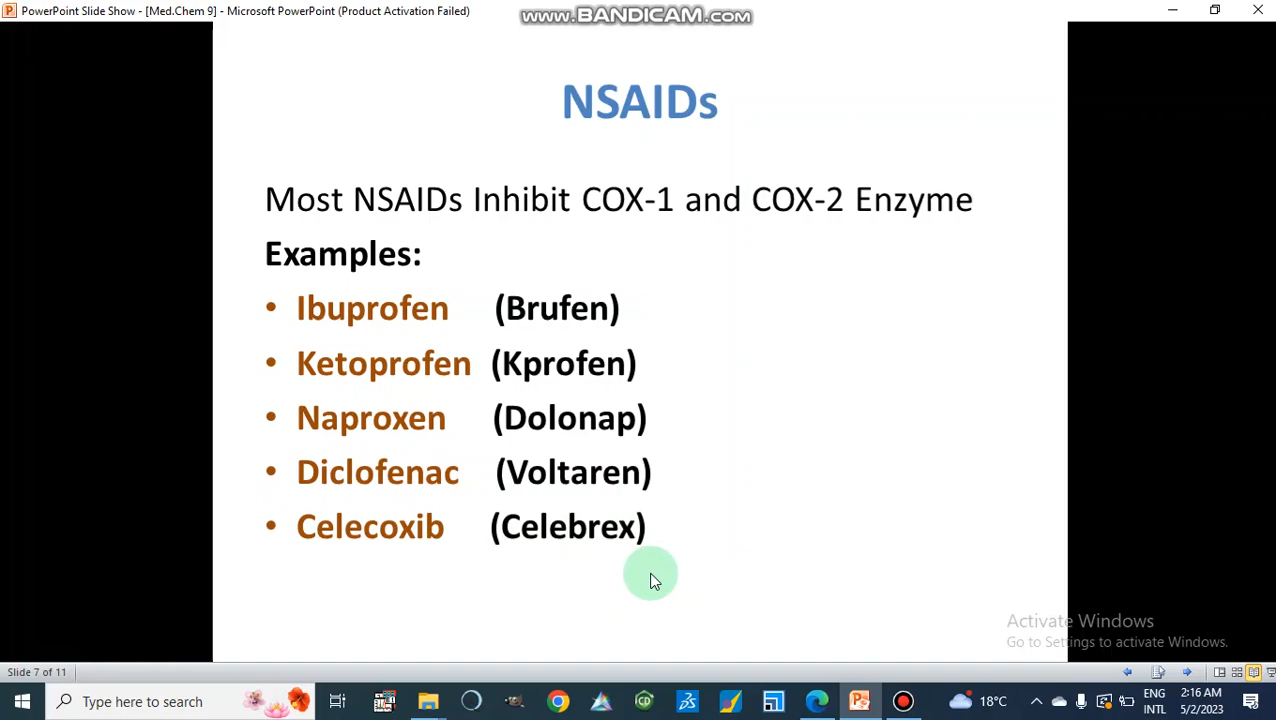 PowerPoint Slide Show - [Med.Chem 9] - Microsoft PowerPoint (Product Activation Failed)
www.BANDICAM.com
NSAIDs
Most NSAIDs Inhibit COX-1 and COX-2 Enzyme
Examples:
• Ibuprofen (Brufen)
• Ketoprofen (Kprofen)
• Naproxen (Dolonap)
• Diclofenac (Voltaren)
• Celecoxib (Celebrex)
Activate Windows
Go to Settings to activate Windows.
Slide 7 of 11
Type here to search
18°C
ENG
INTL
2:16 AM
5/2/2023